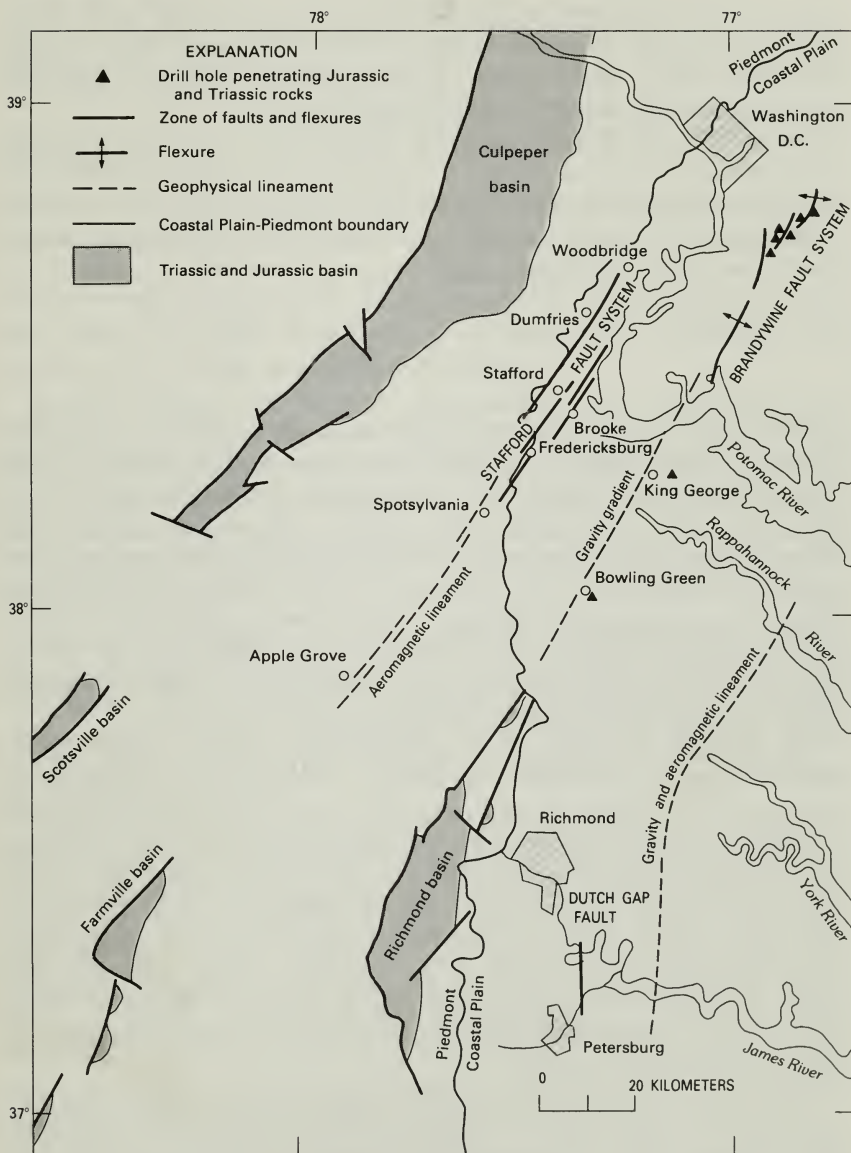 78°
77°
EXPLANATION
Drill hole penetrating Jurassic
and Triassic rocks
Zone of faults and flexures
Flexure
Geophysical lineament
Coastal Plain-Piedmont boundary
Triassic and Jurassic basin
Piedmont
Coastal Plain
39°
Washington
D.C.
Culpeper
basin
Woodbridge
Dumfries
Stafford
STAFFORD FAULT SYSTEM
BRANDYWINE FAULT SYSTEM
Brooke
Fredericksburg
Potomac River
King George
Spotsylvania
Gravity gradient
Rappahannock
River
Bowling Green
38°
Apple Grove
Aeromagnetic lineament
Scotsville basin
Gravity and aeromagnetic lineament
Richmond
Richmond basin
Farmville basin
York River
DUTCH GAP
FAULT
Piedmont
Coastal Plain
Petersburg
James River
0 20 KILOMETERS
37°